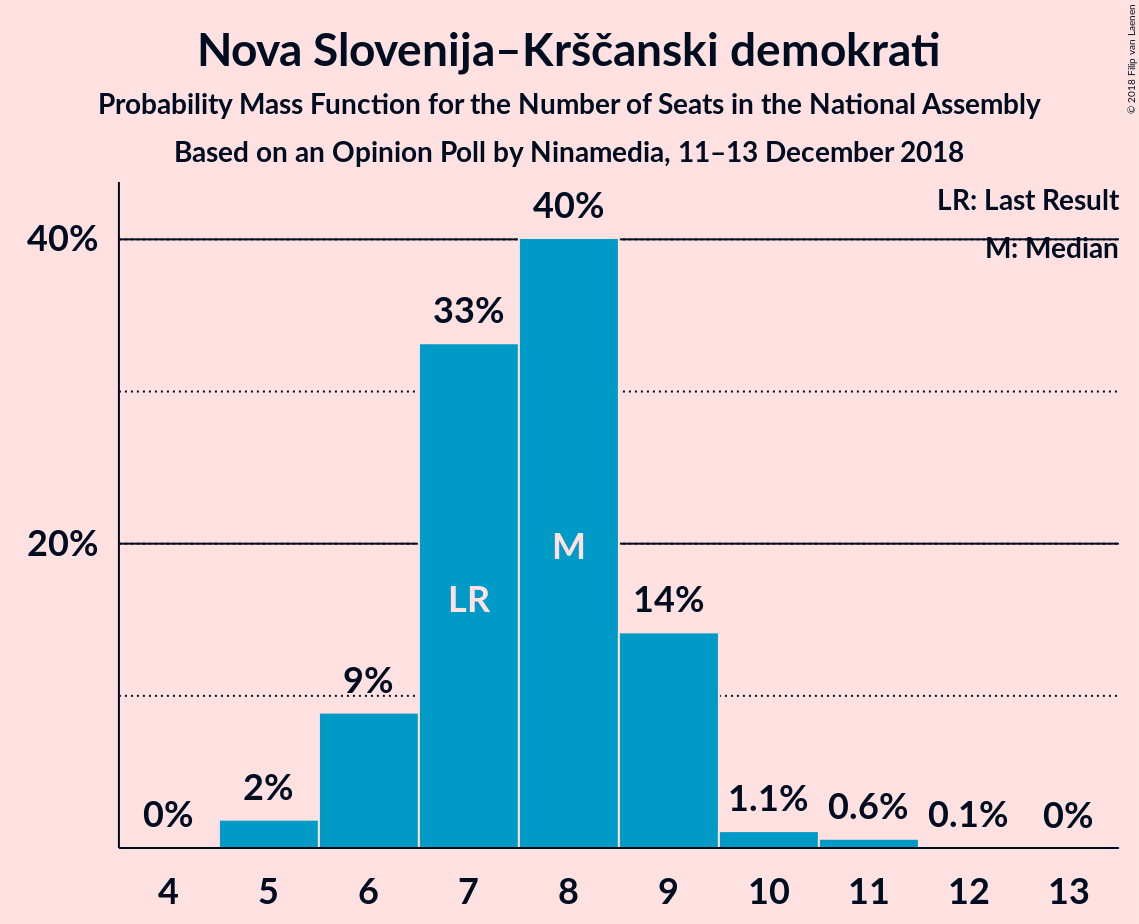 Nova Slovenija–Krščanski demokrati
Probability Mass Function for the Number of Seats in the National Assembly
Based on an Opinion Poll by Ninamedia, 11–13 December 2018
© 2018 Filip van Laenen
LR: Last Result
M: Median
40%
20%
0%
2%
9%
33%
40%
14%
1.1%
0.6%
0.1%
0%
LR
M
4 5 6 7 8 9 10 11 12 13